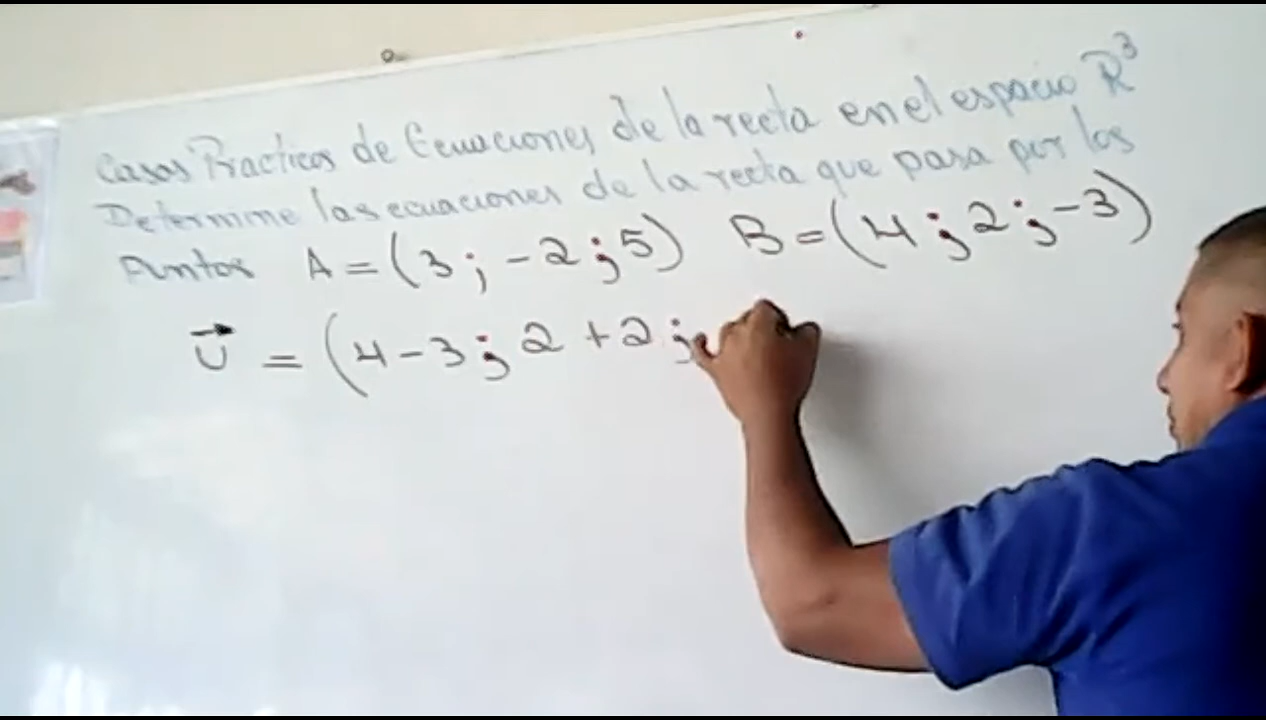 Casos Practicos de Ecuaciones de la recta en el espacio R³
Determine las ecuaciones de la recta que pasa por los
Puntos A = (3 ; -2 ; 5) B = (4 ; 2 ; -3)
U⃗ = (4 - 3 ; 2 + 2 ;